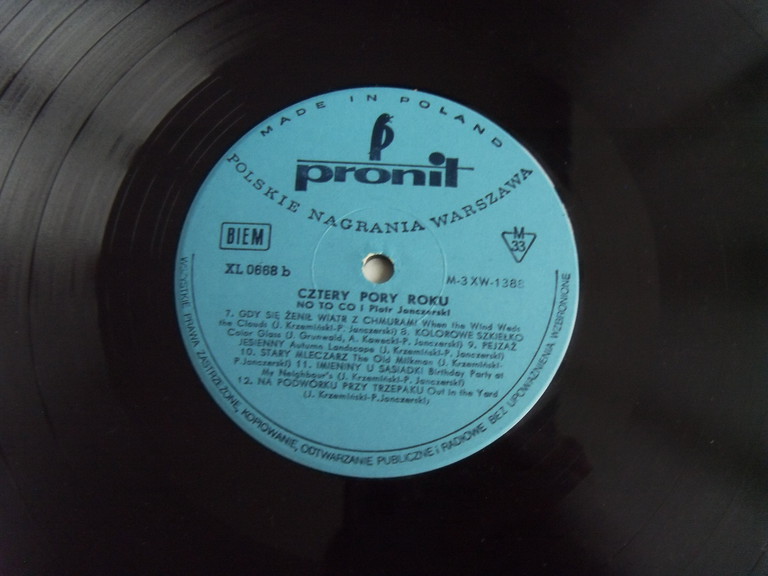 MADE IN POLAND
pronit
POLSKIE NAGRANIA WARSZAWA
BIEM
M
33
XL 0668 b
M-3 XW-1388
CZTERY PORY ROKU
NO TO CO i Piotr Janczerski
7. GDY SIĘ ŻENIŁ WIATR Z CHMURAMI When the Wind Weds
the Clouds (J. Krzemiński-P. Janczerski) 8. KOLOROWE SZKIEŁKO
Color Glass (J. Grunwald, A. Kawecki-P. Janczerski) 9. PEJZAŻ
JESIENNY Autumn Landscape (J. Krzemiński-P. Janczerski)
10. STARY MLECZARZ The Old Milkman (J. Krzemiński-
P.Janczerski) 11. IMIENINY U SĄSIADKI Birthday Party at
My Neighbour's (J. Krzemiński-P. Janczerski)
12. NA PODWÓRKU PRZY TRZEPAKU Out in the Yard
(J. Krzemiński-P.Janczerski)
WSZYSTKIE PRAWA ZASTRZEŻONE, KOPIOWANIE, ODTWARZANIE PUBLICZNE i RADIOWE BEZ UPOWAŻNIENIA WZBRONIONE